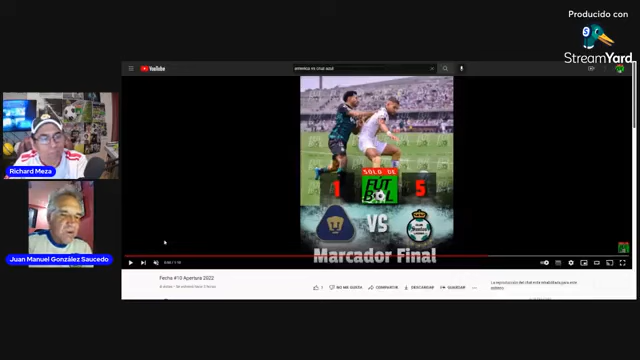 Producido con
StreamYard
YouTube
Richard Meza
Juan Manuel González Saucedo
SOLO DE
FUTBOL
1
5
VS
Marcador Final
Fecha #10 Apertura 2022
NO ME GUSTA
COMPARTIR
DESCARGAR
GUARDAR